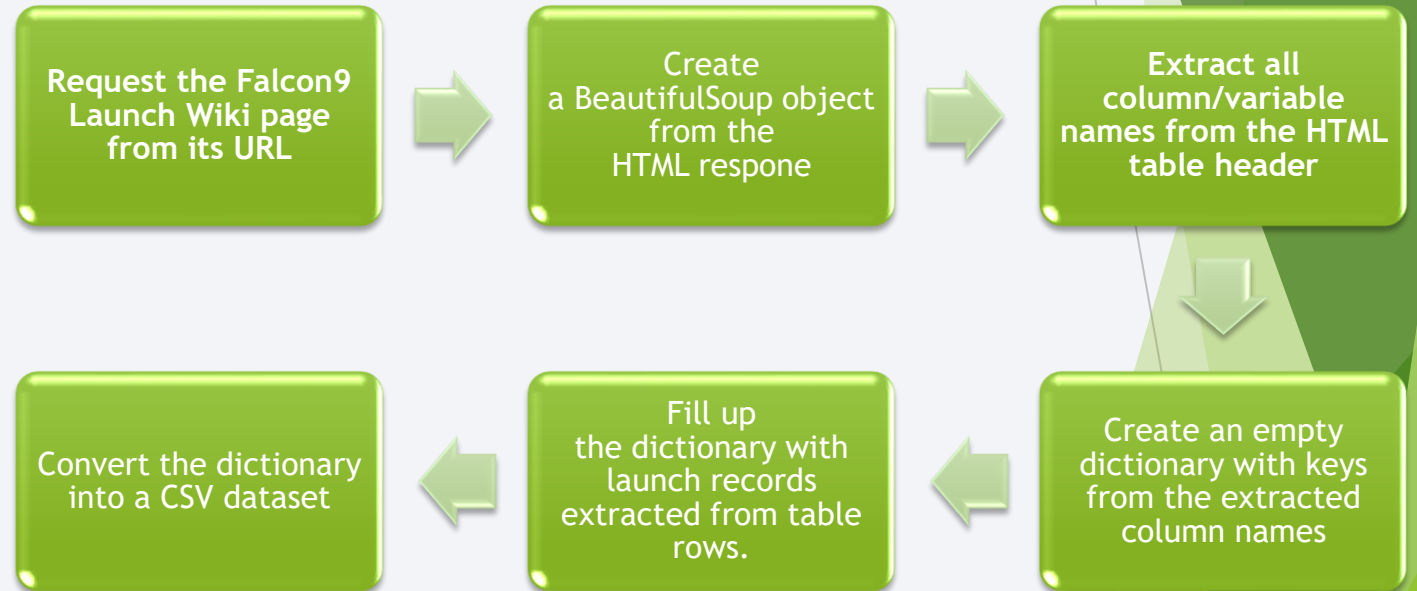 Request the Falcon9
Launch Wiki page
from its URL
Create
a BeautifulSoup object
from the
HTML respone
Extract all
column/variable
names from the HTML
table header
Create an empty
dictionary with keys
from the extracted
column names
Fill up
the dictionary with
launch records
extracted from table
rows.
Convert the dictionary
into a CSV dataset